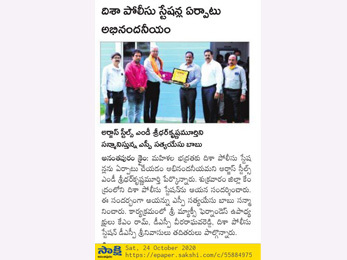 దిశా పోలీసు స్టేషన్ల ఏర్పాటు
అభినందనీయం
అర్జాస్ స్టీల్స్ ఎండీ శ్రీధర్‌కృష్ణమూర్తిని
సన్మానిస్తున్న ఎస్పీ సత్యయేసు బాబు
అనంతపురం క్రైం: మహిళల భద్రతకు దిశా పోలీసు స్టేష
న్లను ఏర్పాటు చేయడం అభినందనీయమని అర్జాస్ స్టీల్స్
ఎండీ శ్రీధర్‌కృష్ణమూర్తి పేర్కొన్నారు. శుక్రవారం జిల్లా కేం
ద్రంలోని దిశా పోలీస్ స్టేషన్‌ను ఆయన సందర్శించారు.
ఈ సందర్భంగా ఆయన్ను ఎస్పీ సత్యయేసు బాబు సన్మా
నించారు. కార్యక్రమంలో శ్రీ మ్యాక్స్ ఫెర్నాండెస్ ఉపాధ్య
క్షులు కేఎం రామ్, డీఎస్పీ వీరరాఘవరెడ్డి, దిశా పోలీసు
స్టేషన్ డీఎస్పీ శ్రీనివాసులు తదితరులు పాల్గొన్నారు.
సాక్షి
Sat, 24 October 2020
https://epaper.sakshi.com/c/55884975